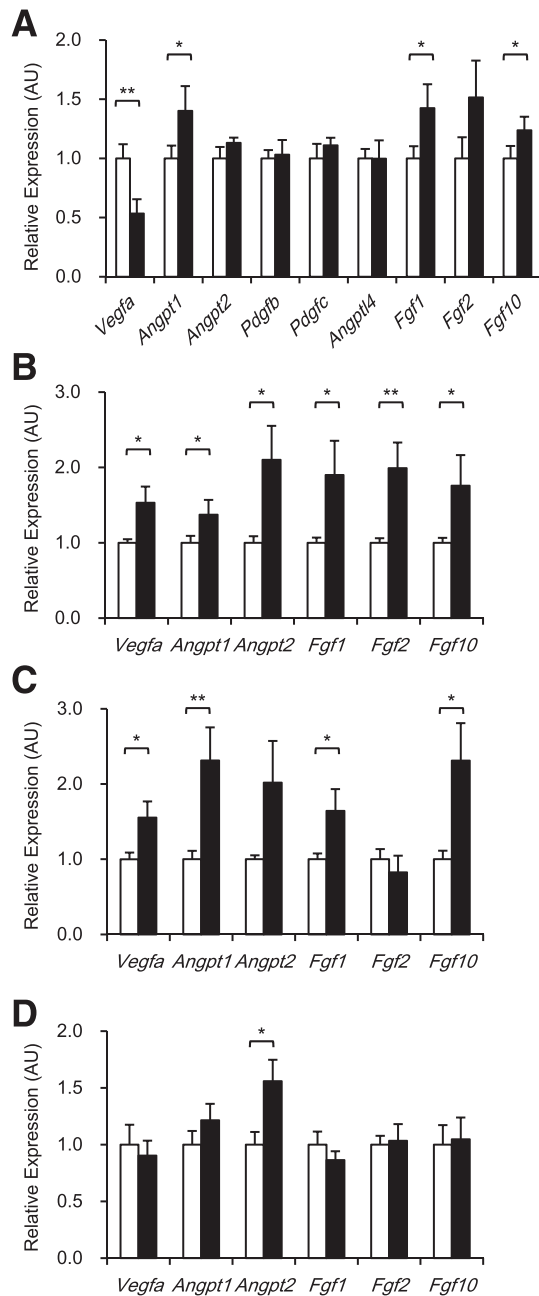 A
Relative Expression (AU)
2.0
1.5
1.0
0.5
0.0
** * * *
Vegfa Angpt1 Angpt2 Pdgfb Pdgfc Angptl4 Fgf1 Fgf2 Fgf10
B
Relative Expression (AU)
3.0
2.0
1.0
0.0
* * * * ** *
Vegfa Angpt1 Angpt2 Fgf1 Fgf2 Fgf10
C
Relative Expression (AU)
3.0
2.0
1.0
0.0
* ** * *
Vegfa Angpt1 Angpt2 Fgf1 Fgf2 Fgf10
D
Relative Expression (AU)
2.0
1.5
1.0
0.5
0.0
*
Vegfa Angpt1 Angpt2 Fgf1 Fgf2 Fgf10